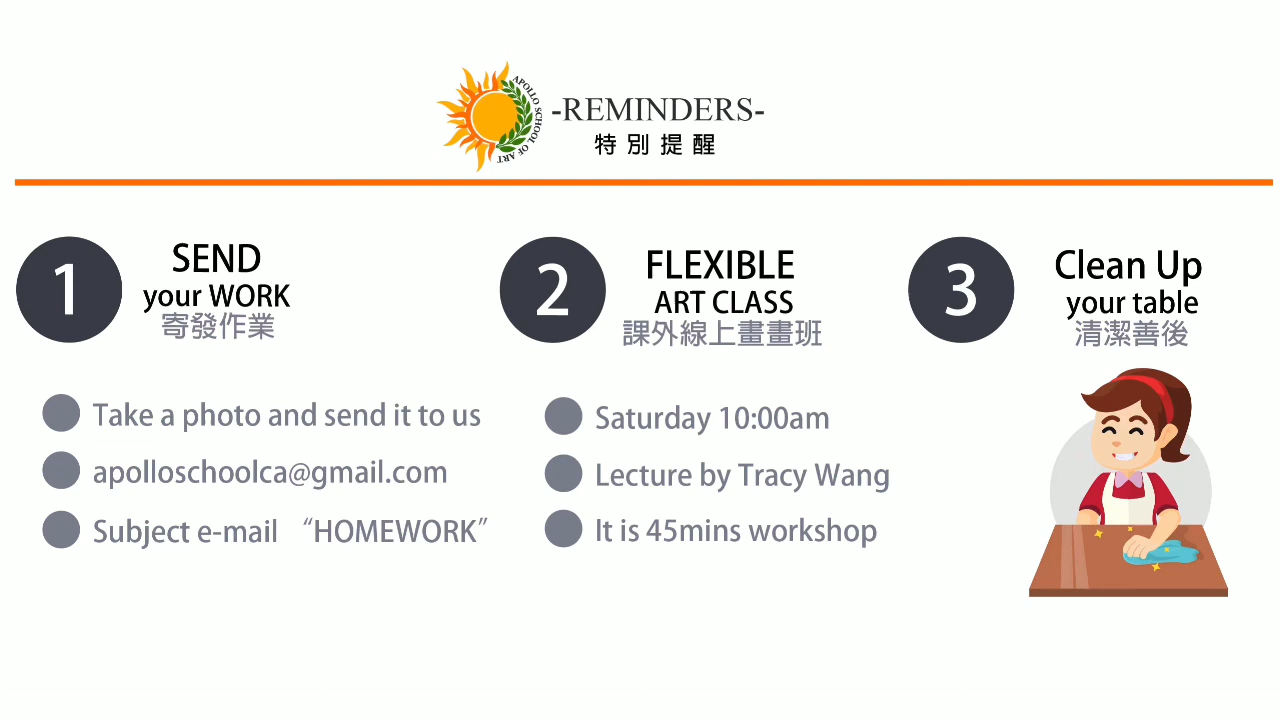 APOLLO SCHOOL OF ART
-REMINDERS-
特別提醒
1
SEND
your WORK
寄發作業
Take a photo and send it to us
apolloschoolca@gmail.com
Subject e-mail “HOMEWORK”
2
FLEXIBLE
ART CLASS
課外線上畫畫班
Saturday 10:00am
Lecture by Tracy Wang
It is 45mins workshop
3
Clean Up
your table
清潔善後